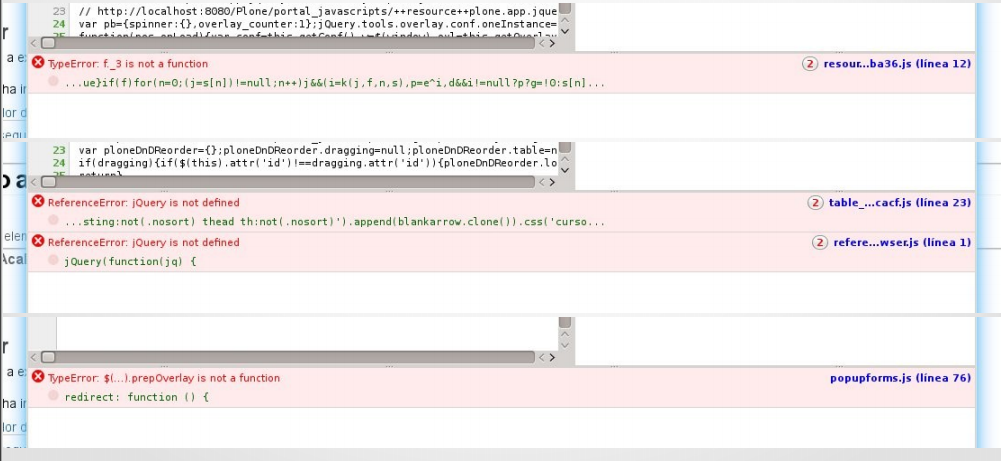 23 // http://localhost:8080/Plone/portal_javascripts/++resource++plone.app.jque
24 var pb={spinner:{},overlay_counter:1};jQuery.tools.overlay.conf.oneInstance=
TypeError: f._3 is not a function 2 resour...ba36.js (línea 12)
...ue}if(f)for(n=0;(j=s[n])!=null;n++)j&&(i=k(j,f,n,s),p=e^i,d&&i!=null?p?g=!0:s[n]...
23 var ploneDnDReorder={};ploneDnDReorder.dragging=null;ploneDnDReorder.table=n
24 if(dragging){if($(this).attr('id')!==dragging.attr('id')){ploneDnDReorder.lo
ReferenceError: jQuery is not defined 2 table_...cacf.js (línea 23)
...sting:not(.nosort) thead th:not(.nosort)').append(blankarrow.clone()).css('curso...
ReferenceError: jQuery is not defined 2 refere...wser.js (línea 1)
jQuery(function(jq) {
TypeError: $(...).prepOverlay is not a function popupforms.js (línea 76)
redirect: function () {